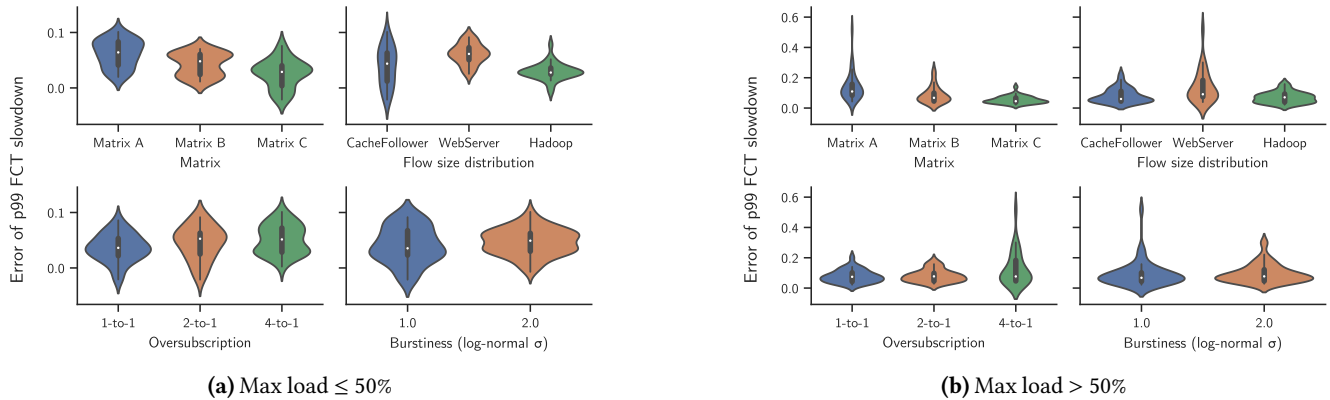 Error of p99 FCT slowdown
0.1
0.0
Matrix A Matrix B Matrix C
Matrix
CacheFollower WebServer Hadoop
Flow size distribution
0.1
0.0
1-to-1 2-to-1 4-to-1
Oversubscription
1.0 2.0
Burstiness (log-normal σ)
(a) Max load ≤ 50%
Error of p99 FCT slowdown
0.6
0.4
0.2
0.0
Matrix A Matrix B Matrix C
Matrix
CacheFollower WebServer Hadoop
Flow size distribution
0.6
0.4
0.2
0.0
1-to-1 2-to-1 4-to-1
Oversubscription
1.0 2.0
Burstiness (log-normal σ)
(b) Max load > 50%